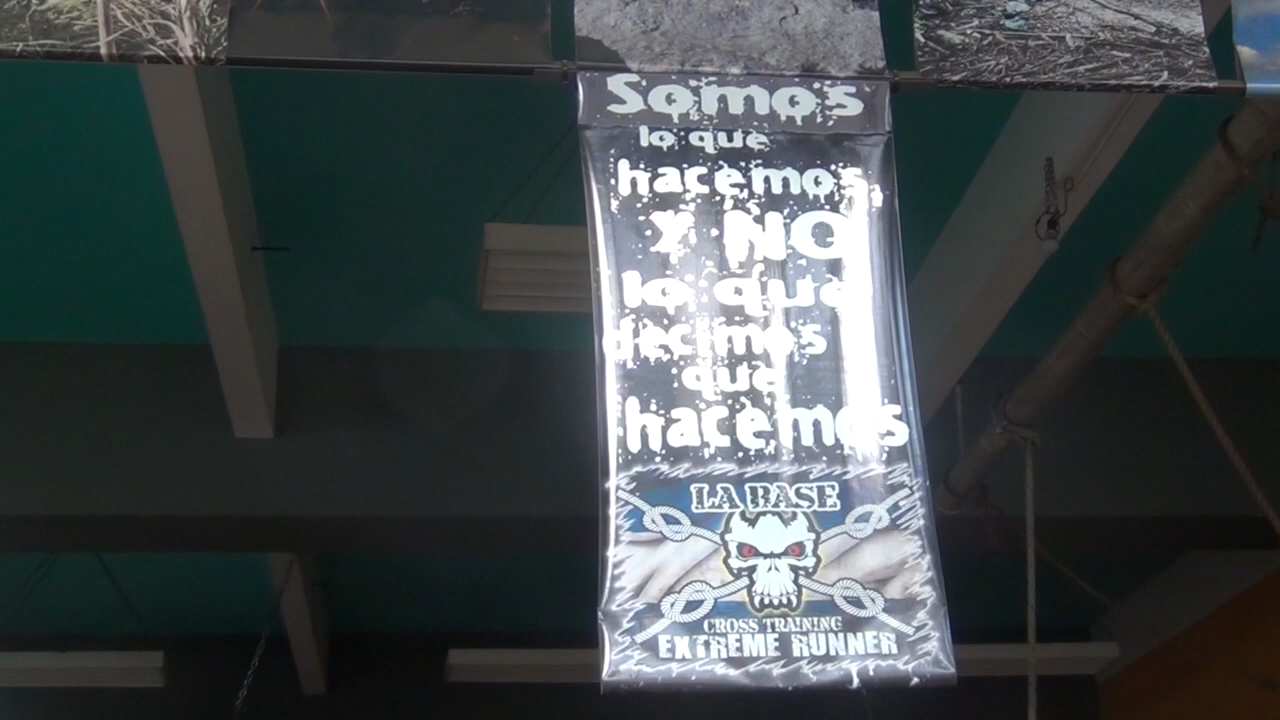 Somos
lo que
hacemos,
Y NO
lo que
decimos
que
hacemos
LA BASE
CROSS TRAINING
EXTREME RUNNER